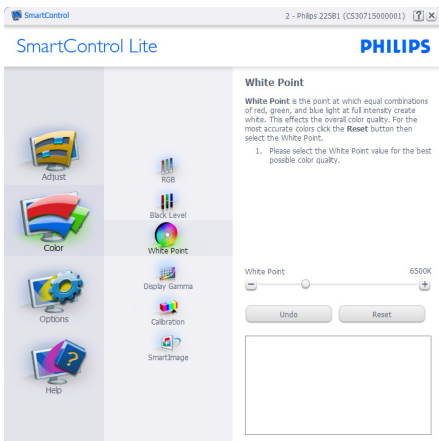 SmartControl
2 - Philips 225B1 (CS30715000001)
SmartControl Lite
PHILIPS
Adjust
Color
Options
Help
RGB
Black Level
White Point
Display Gamma
Calibration
SmartImage
White Point
White Point is the point at which equal combinations
of red, green, and blue light at full intensity create
white. This effects the overall color quality. For the
most accurate colors click the Reset button then
select the White Point.
1. Please select the White Point value for the best
possible color quality.
White Point 6500K
Undo
Reset